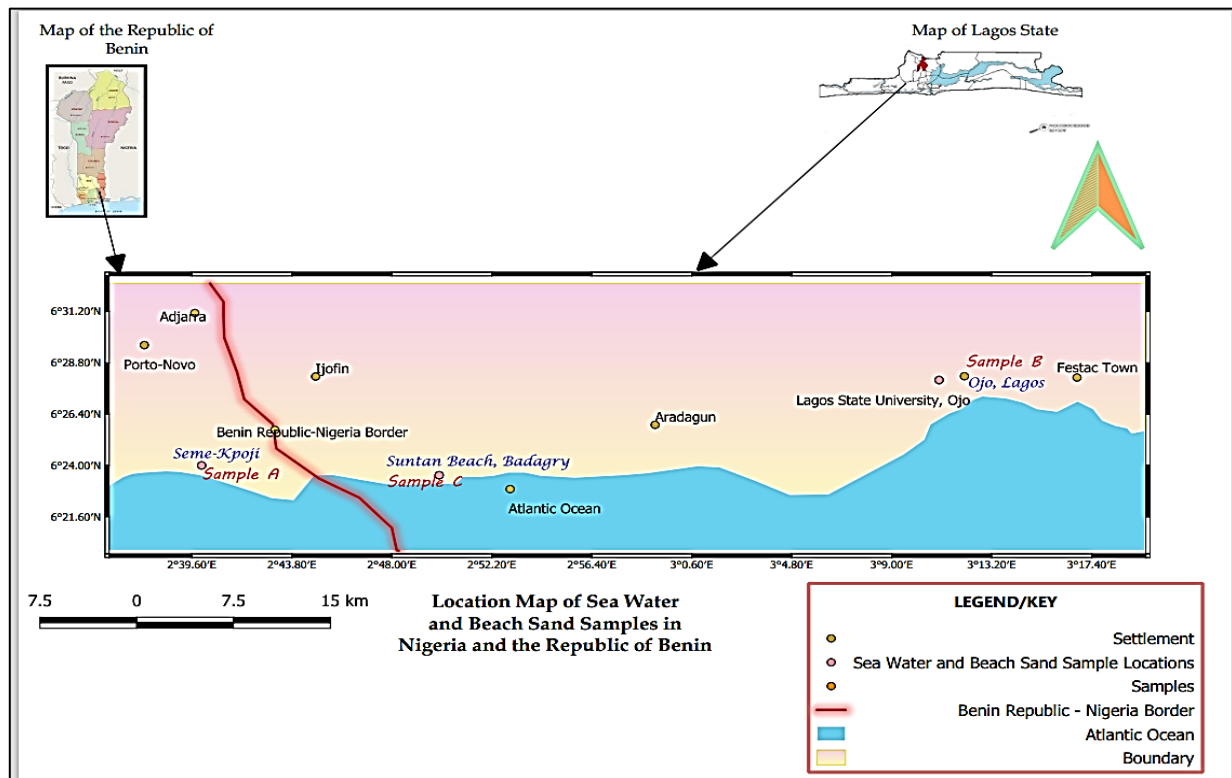 Map of the Republic of
Benin
Map of Lagos State
BURKINA
FASO
TOGO
NIGERIA
6°31.20'N
6°28.80'N
6°26.40'N
6°24.00'N
6°21.60'N
Adjarra
Porto-Novo
Ijofin
Benin Republic-Nigeria Border
Seme-Kpoji
Sample A
Suntan Beach, Badagry
Sample C
Atlantic Ocean
Aradagun
Sample B
Ojo, Lagos
Lagos State University, Ojo
Festac Town
2°39.60'E
2°43.80'E
2°48.00'E
2°52.20'E
2°56.40'E
3°0.60'E
3°4.80'E
3°9.00'E
3°13.20'E
3°17.40'E
7.5 0 7.5 15 km
Location Map of Sea Water
and Beach Sand Samples in
Nigeria and the Republic of Benin
LEGEND/KEY
Settlement
Sea Water and Beach Sand Sample Locations
Samples
Benin Republic - Nigeria Border
Atlantic Ocean
Boundary